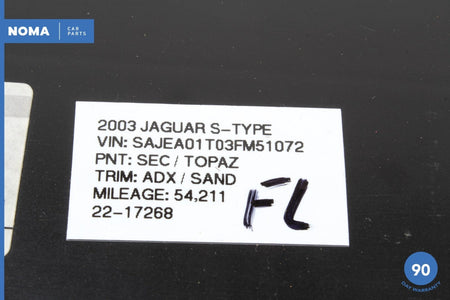 NOMA CAR
PARTS
2003 JAGUAR S-TYPE
VIN: SAJEA01T03FM51072
PNT: SEC / TOPAZ
TRIM: ADX / SAND
MILEAGE: 54,211
22-17268
FL
90
DAY WARRANTY